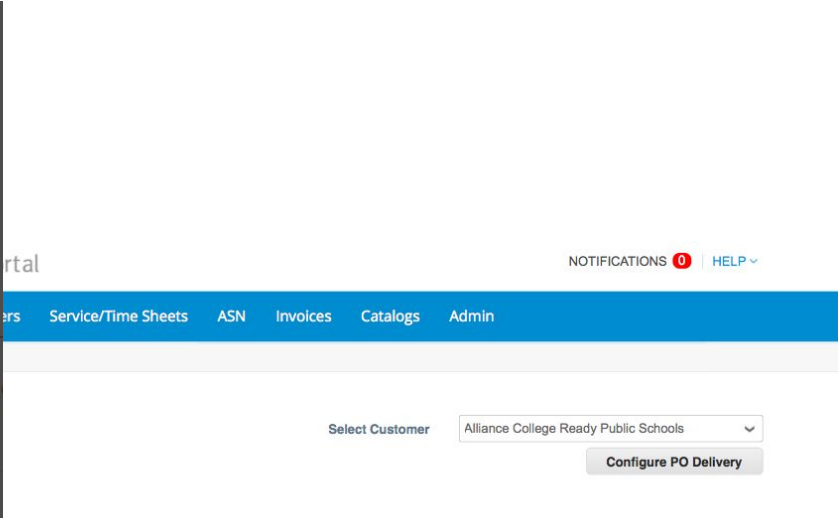 rtal
NOTIFICATIONS 0 HELP
ers Service/Time Sheets ASN Invoices Catalogs Admin
Select Customer Alliance College Ready Public Schools
Configure PO Delivery